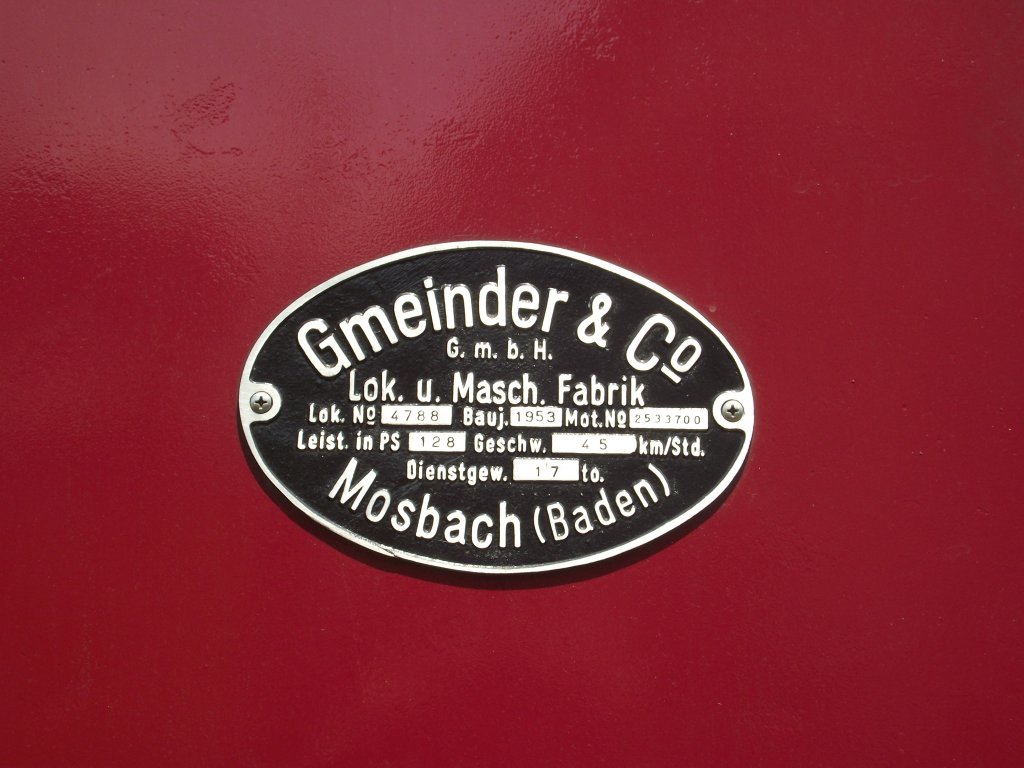 Gmeinder & Co
G. m. b. H.
Lok. u. Masch. Fabrik
Lok. No 4788 Bauj. 1953 Mot. No 2533700
Leist. in PS 128 Geschw. 45 km/Std.
Dienstgew. 17 to.
Mosbach (Baden)